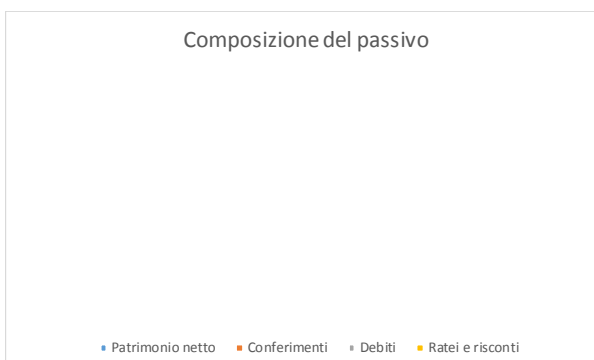 Composizione del passivo
Patrimonio netto Conferimenti Debiti Ratei e risconti